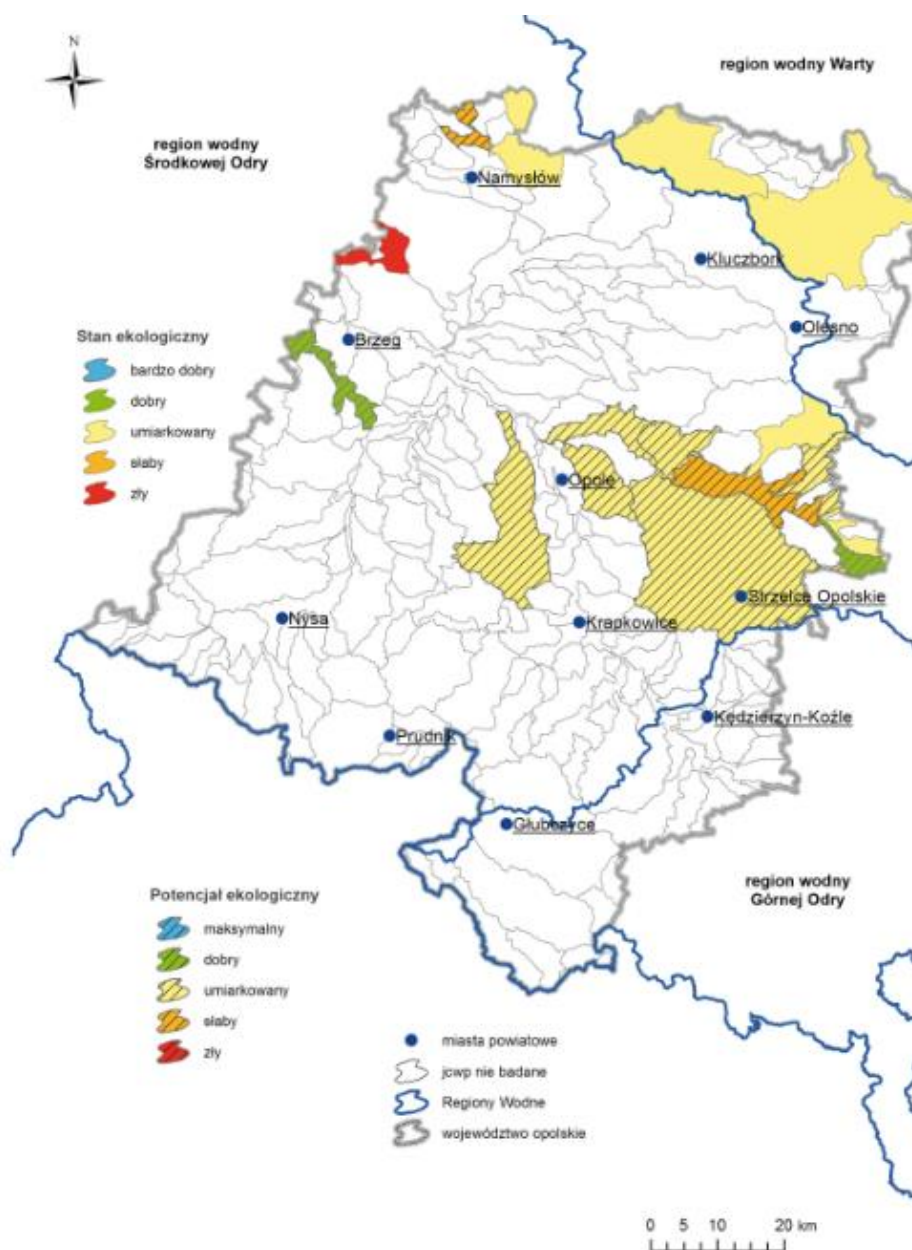 N
region wodny Warty
region wodny
Środkowej Odry
Namysłów
Kluczbork
Olesno
Brzeg
Stan ekologiczny
bardzo dobry
dobry
umiarkowany
słaby
zły
Opole
Strzelce Opolskie
Nysa
Krapkowice
Kędzierzyn-Koźle
Prudnik
Głubczyce
region wodny
Górnej Odry
Potencjał ekologiczny
maksymalny
dobry
umiarkowany
słaby
zły
miasta powiatowe
jcwp nie badane
Regiony Wodne
województwo opolskie
0 5 10 20 km